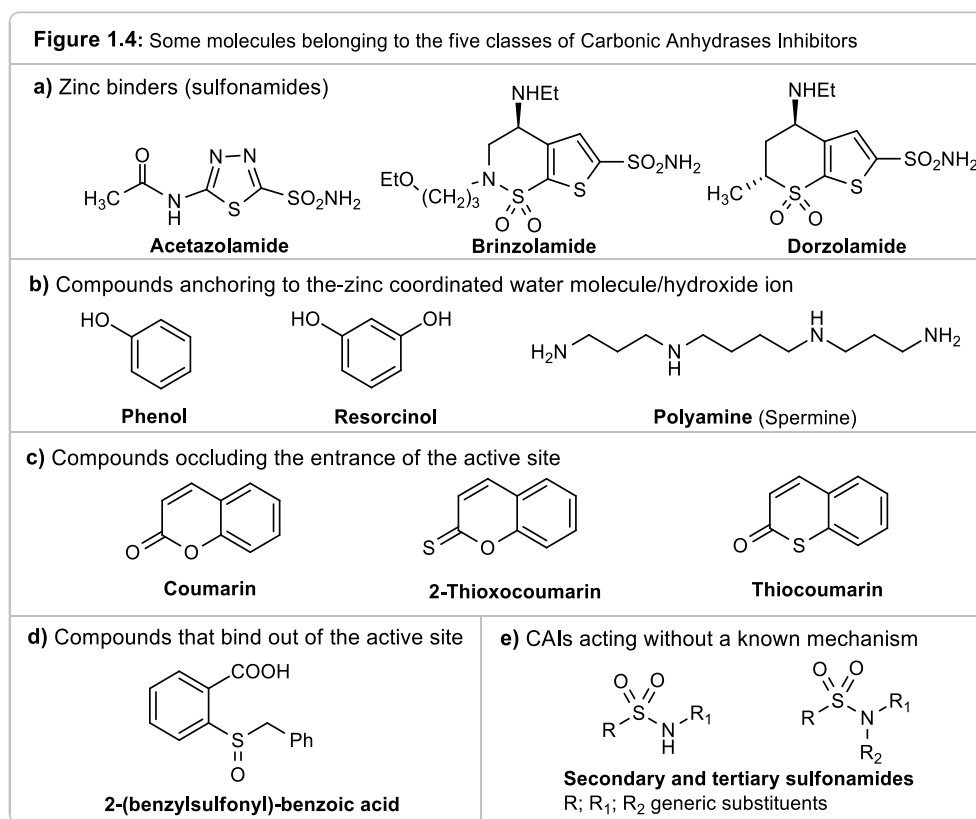 Figure 1.4: Some molecules belonging to the five classes of Carbonic Anhydrases Inhibitors
a) Zinc binders (sulfonamides)
O
H3C
N
H
N N
S
SO2NH2
Acetazolamide
NHEt
EtO
(CH2)3
N
S
O O
S
SO2NH2
Brinzolamide
NHEt
H3C
S
O O
S
SO2NH2
Dorzolamide
b) Compounds anchoring to the-zinc coordinated water molecule/hydroxide ion
HO
Phenol
HO OH
Resorcinol
H2N
N
H
H
N
NH2
Polyamine (Spermine)
c) Compounds occluding the entrance of the active site
O O
Coumarin
S O
2-Thioxocoumarin
O S
Thiocoumarin
d) Compounds that bind out of the active site
COOH
S
O
Ph
2-(benzylsulfonyl)-benzoic acid
e) CAIs acting without a known mechanism
O O
R S N R1
H
O O
R S N R1
R2
Secondary and tertiary sulfonamides
R; R1; R2 generic substituents